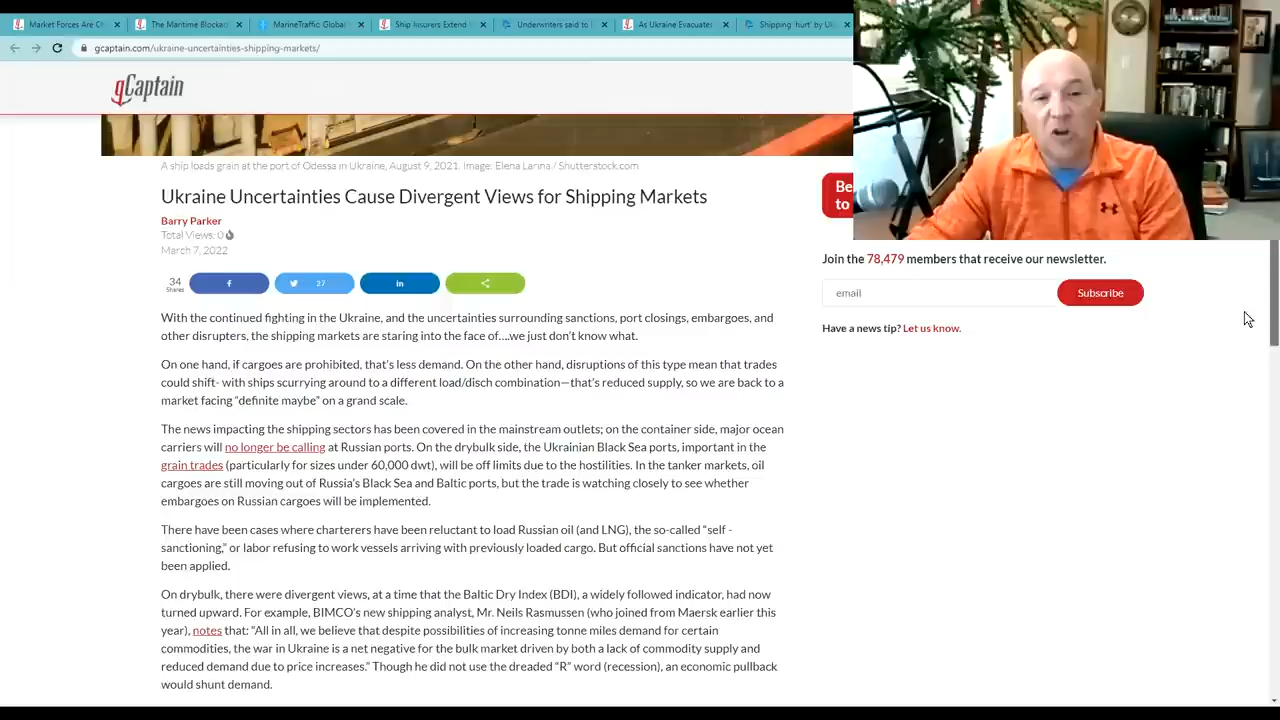 Market Forces Are Ch
The Maritime Blockad
MarineTraffic: Global
Ship Insurers Extend
Underwriters said to
As Ukraine Evacuates
Shipping 'hurt' by Uk
gcaptain.com/ukraine-uncertainties-shipping-markets/
gCaptain
A ship loads grain at the port of Odessa in Ukraine, August 9, 2021. Image: Elena Larina / Shutterstock.com
Ukraine Uncertainties Cause Divergent Views for Shipping Markets
Barry Parker
Total Views: 0
March 7, 2022
34
Shares
27
With the continued fighting in the Ukraine, and the uncertainties surrounding sanctions, port closings, embargoes, and
other disrupters, the shipping markets are staring into the face of....we just don't know what.
On one hand, if cargoes are prohibited, that's less demand. On the other hand, disruptions of this type mean that trades
could shift- with ships scurrying around to a different load/disch combination—that's reduced supply, so we are back to a
market facing "definite maybe" on a grand scale.
The news impacting the shipping sectors has been covered in the mainstream outlets; on the container side, major ocean
carriers will no longer be calling at Russian ports. On the drybulk side, the Ukrainian Black Sea ports, important in the
grain trades (particularly for sizes under 60,000 dwt), will be off limits due to the hostilities. In the tanker markets, oil
cargoes are still moving out of Russia's Black Sea and Baltic ports, but the trade is watching closely to see whether
embargoes on Russian cargoes will be implemented.
There have been cases where charterers have been reluctant to load Russian oil (and LNG), the so-called "self -
sanctioning," or labor refusing to work vessels arriving with previously loaded cargo. But official sanctions have not yet
been applied.
On drybulk, there were divergent views, at a time that the Baltic Dry Index (BDI), a widely followed indicator, had now
turned upward. For example, BIMCO's new shipping analyst, Mr. Neils Rasmussen (who joined from Maersk earlier this
year), notes that: "All in all, we believe that despite possibilities of increasing tonne miles demand for certain
commodities, the war in Ukraine is a net negative for the bulk market driven by both a lack of commodity supply and
reduced demand due to price increases." Though he did not use the dreaded "R" word (recession), an economic pullback
would shunt demand.
Be
to
Join the 78,479 members that receive our newsletter.
email
Subscribe
Have a news tip? Let us know.